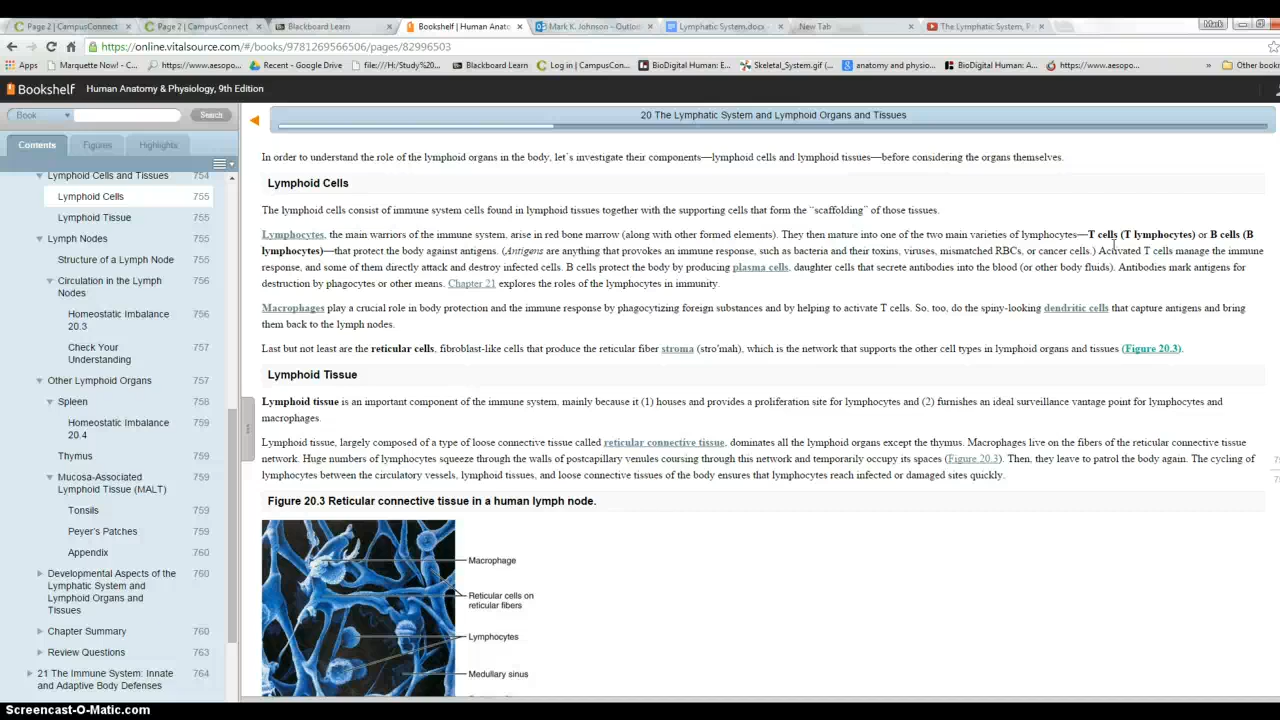 Page 2 | CampusConnect
Page 2 | CampusConnect
Blackboard Learn
Bookshelf | Human Anato
Mark K. Johnson – Outloo
Lymphatic System.docx
New Tab
The Lymphatic System, Pa
Mark
https://online.vitalsource.com/#/books/9781269566506/pages/82996503
Apps
Marquette Now! - C...
https://www.aesopo...
Recent - Google Drive
file:///H:/Study%20...
Blackboard Learn
Log in | CampusCon...
BioDigital Human: E...
Skeletal_System.gif (...
anatomy and physio...
BioDigital Human: A...
https://www.aesopo...
»
Other bookm
Bookshelf
Human Anatomy & Physiology, 9th Edition
Book
Search
20 The Lymphatic System and Lymphoid Organs and Tissues
Contents
Figures
Highlights
Lymphoid Cells and Tissues 754
Lymphoid Cells 755
Lymphoid Tissue 755
Lymph Nodes 755
Structure of a Lymph Node 755
Circulation in the Lymph 756
Nodes
Homeostatic Imbalance 756
20.3
Check Your 757
Understanding
Other Lymphoid Organs 757
Spleen 758
Homeostatic Imbalance 759
20.4
Thymus 759
Mucosa-Associated 759
Lymphoid Tissue (MALT)
Tonsils 759
Peyer's Patches 759
Appendix 760
Developmental Aspects of the 760
Lymphatic System and
Lymphoid Organs and
Tissues
Chapter Summary 760
Review Questions 763
21 The Immune System: Innate 764
and Adaptive Body Defenses
In order to understand the role of the lymphoid organs in the body, let's investigate their components—lymphoid cells and lymphoid tissues—before considering the organs themselves.
Lymphoid Cells
The lymphoid cells consist of immune system cells found in lymphoid tissues together with the supporting cells that form the “scaffolding” of those tissues.
Lymphocytes, the main warriors of the immune system, arise in red bone marrow (along with other formed elements). They then mature into one of the two main varieties of lymphocytes—T cells (T lymphocytes) or B cells (B
lymphocytes)—that protect the body against antigens. (Antigens are anything that provokes an immune response, such as bacteria and their toxins, viruses, mismatched RBCs, or cancer cells.) Activated T cells manage the immune
response, and some of them directly attack and destroy infected cells. B cells protect the body by producing plasma cells, daughter cells that secrete antibodies into the blood (or other body fluids). Antibodies mark antigens for
destruction by phagocytes or other means. Chapter 21 explores the roles of the lymphocytes in immunity.
Macrophages play a crucial role in body protection and the immune response by phagocytizing foreign substances and by helping to activate T cells. So, too, do the spiny-looking dendritic cells that capture antigens and bring
them back to the lymph nodes.
Last but not least are the reticular cells, fibroblast-like cells that produce the reticular fiber stroma (stro′mah), which is the network that supports the other cell types in lymphoid organs and tissues (Figure 20.3).
Lymphoid Tissue
Lymphoid tissue is an important component of the immune system, mainly because it (1) houses and provides a proliferation site for lymphocytes and (2) furnishes an ideal surveillance vantage point for lymphocytes and
macrophages.
Lymphoid tissue, largely composed of a type of loose connective tissue called reticular connective tissue, dominates all the lymphoid organs except the thymus. Macrophages live on the fibers of the reticular connective tissue
network. Huge numbers of lymphocytes squeeze through the walls of postcapillary venules coursing through this network and temporarily occupy its spaces (Figure 20.3). Then, they leave to patrol the body again. The cycling of
lymphocytes between the circulatory vessels, lymphoid tissues, and loose connective tissues of the body ensures that lymphocytes reach infected or damaged sites quickly.
Figure 20.3 Reticular connective tissue in a human lymph node.
Macrophage
Reticular cells on
reticular fibers
Lymphocytes
Medullary sinus
Screencast-O-Matic.com